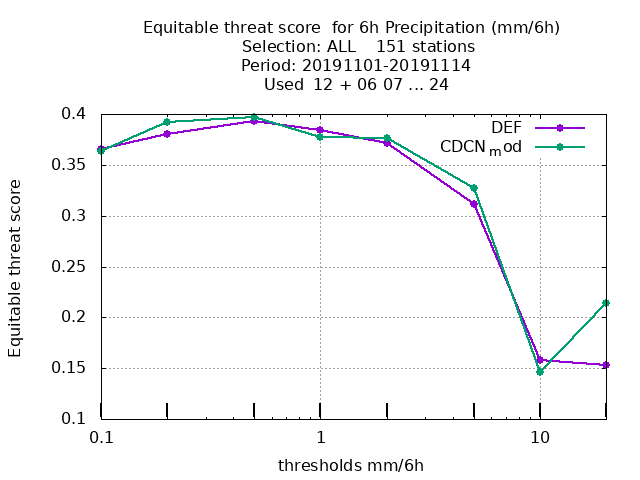 Equitable threat score  for 6h Precipitation (mm/6h)
Selection: ALL    151 stations
Period: 20191101-20191114
Used  12 + 06 07 ... 24
DEF
CDCN_mod
0.4
0.35
0.3
0.25
0.2
0.15
0.1
Equitable threat score
0.1 1 10
thresholds mm/6h